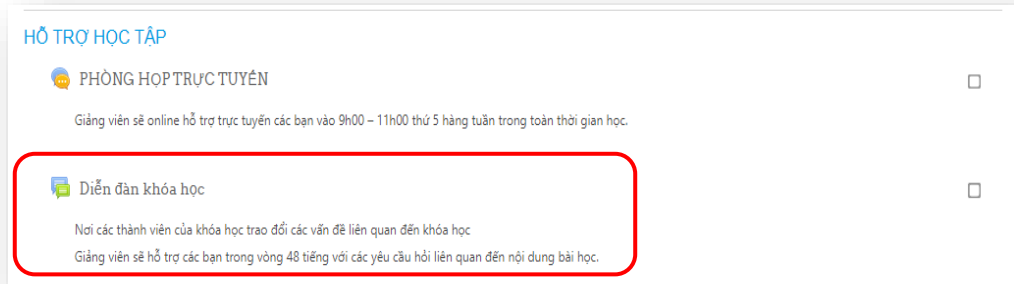 HỖ TRỢ HỌC TẬP
PHÒNG HỌP TRỰC TUYẾN
Giảng viên sẽ online hỗ trợ trực tuyến các bạn vào 9h00 – 11h00 thứ 5 hàng tuần trong toàn thời gian học.
Diễn đàn khóa học
Nơi các thành viên của khóa học trao đổi các vấn đề liên quan đến khóa học
Giảng viên sẽ hỗ trợ các bạn trong vòng 48 tiếng với các yêu cầu hỏi liên quan đến nội dung bài học.